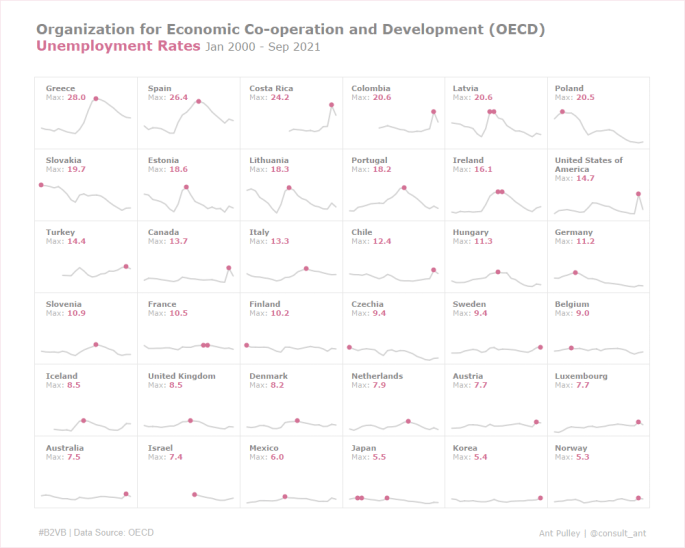 Organization for Economic Co-operation and Development (OECD)
Unemployment Rates Jan 2000 - Sep 2021
Greece
Max: 28.0
Spain
Max: 26.4
Costa Rica
Max: 24.2
Colombia
Max: 20.6
Latvia
Max: 20.6
Poland
Max: 20.5
Slovakia
Max: 19.7
Estonia
Max: 18.6
Lithuania
Max: 18.3
Portugal
Max: 18.2
Ireland
Max: 16.1
United States of
America
Max: 14.7
Turkey
Max: 14.4
Canada
Max: 13.7
Italy
Max: 13.3
Chile
Max: 12.4
Hungary
Max: 11.3
Germany
Max: 11.2
Slovenia
Max: 10.9
France
Max: 10.5
Finland
Max: 10.2
Czechia
Max: 9.4
Sweden
Max: 9.4
Belgium
Max: 9.0
Iceland
Max: 8.5
United Kingdom
Max: 8.5
Denmark
Max: 8.2
Netherlands
Max: 7.9
Austria
Max: 7.7
Luxembourg
Max: 7.7
Australia
Max: 7.5
Israel
Max: 7.4
Mexico
Max: 6.0
Japan
Max: 5.5
Korea
Max: 5.4
Norway
Max: 5.3
#B2VB | Data Source: OECD
Ant Pulley | @consult_ant